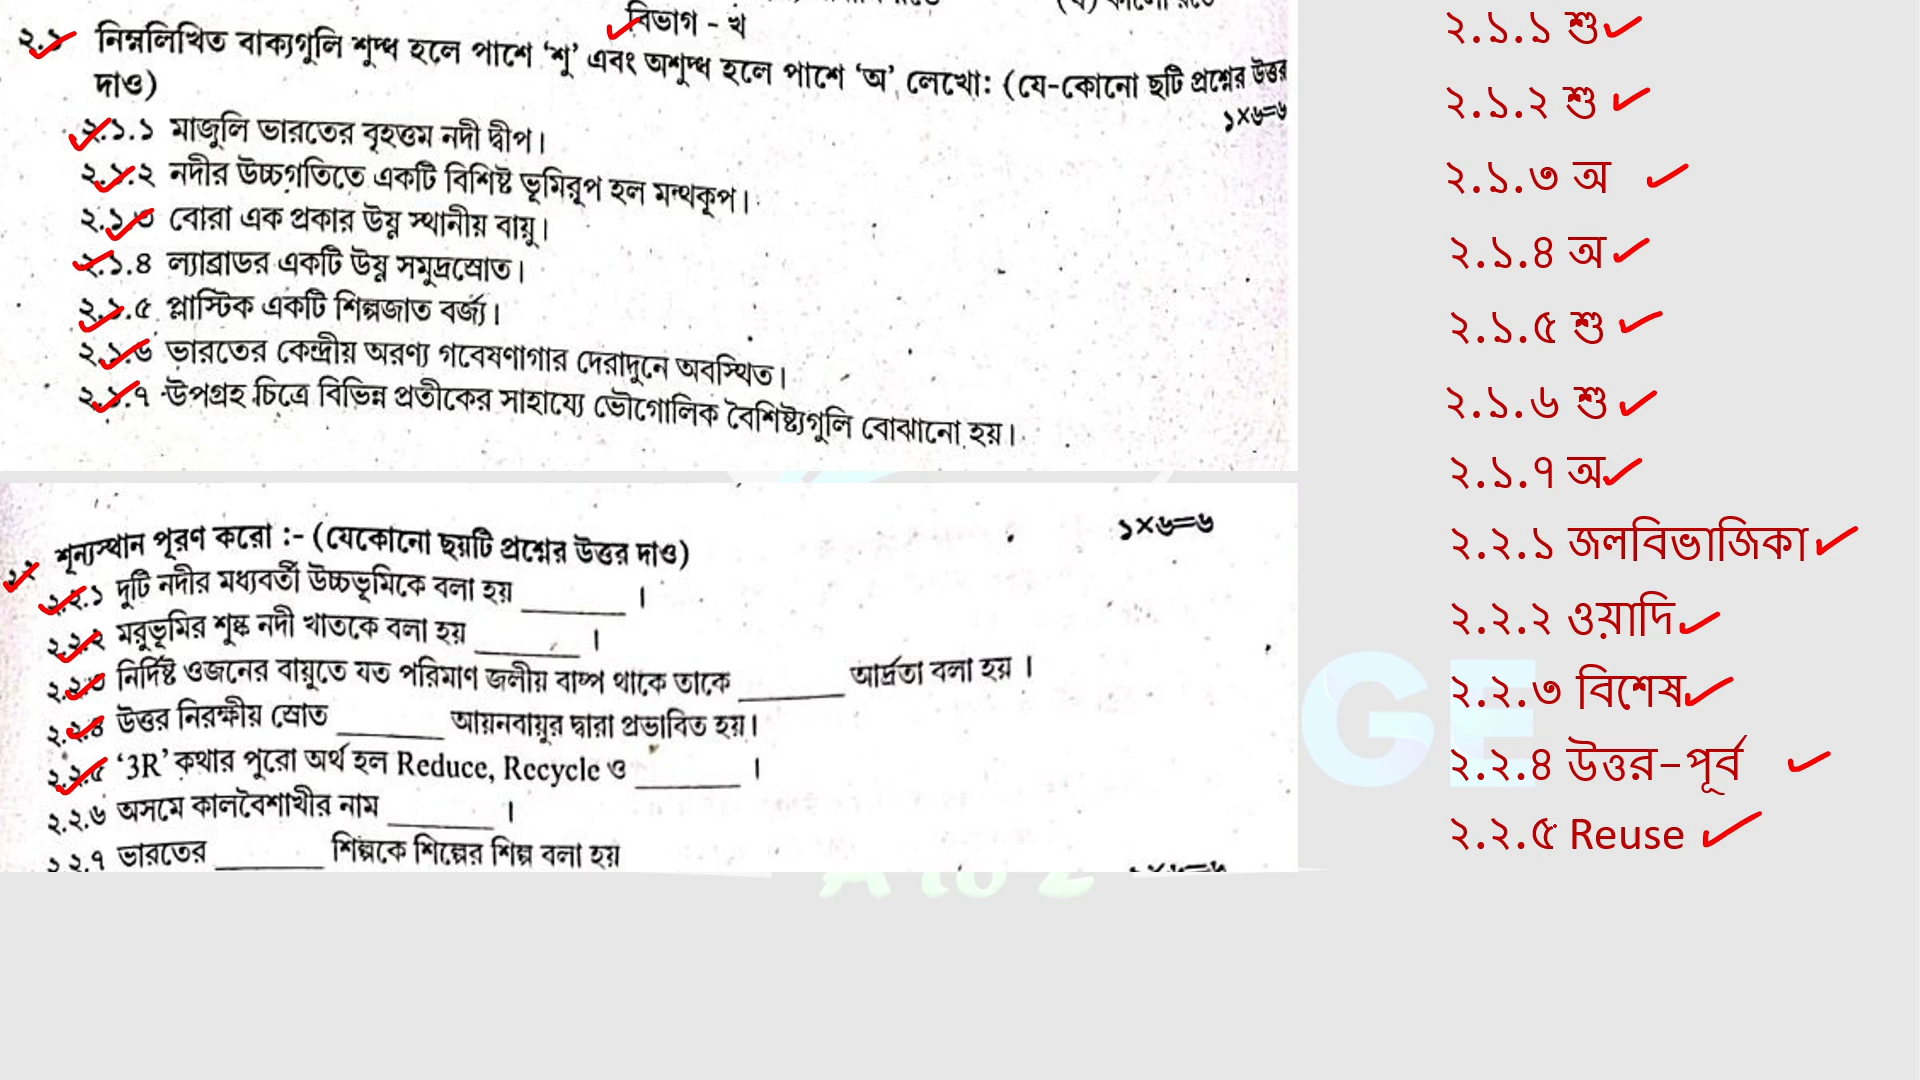 বিভাগ - খ
২.১ নিম্নলিখিত বাক্যগুলি শুদ্ধ হলে পাশে ‘শু’ এবং অশুদ্ধ হলে পাশে ‘অ’ লেখো: (যে-কোনো ছটি প্রশ্নের উত্তর
দাও)
১×৬=৬
২.১.১ মাজুলি ভারতের বৃহত্তম নদী দ্বীপ।
২.১.২ নদীর উচ্চগতিতে একটি বিশিষ্ট ভূমিরূপ হল মন্থকূপ।
২.১.৩ বোরা এক প্রকার উষ্ণ স্থানীয় বায়ু।
২.১.৪ ল্যাব্রাডর একটি উষ্ণ সমুদ্রস্রোত।
২.১.৫ প্লাস্টিক একটি শিল্পজাত বর্জ্য।
২.১.৬ ভারতের কেন্দ্রীয় অরণ্য গবেষণাগার দেরাদুনে অবস্থিত।
২.১.৭ উপগ্রহ চিত্রে বিভিন্ন প্রতীকের সাহায্যে ভৌগোলিক বৈশিষ্ট্যগুলি বোঝানো হয়।
২.২ শূন্যস্থান পূরণ করো :- (যেকোনো ছয়টি প্রশ্নের উত্তর দাও) ১×৬=৬
২.২.১ দুটি নদীর মধ্যবর্তী উচ্চভূমিকে বলা হয় ______ ।
২.২.২ মরুভূমির শুষ্ক নদী খাতকে বলা হয় ______ ।
২.২.৩ নির্দিষ্ট ওজনের বায়ুতে যত পরিমাণ জলীয় বাষ্প থাকে তাকে ______ আর্দ্রতা বলা হয় ।
২.২.৪ উত্তর নিরক্ষীয় স্রোত ______ আয়নবায়ুর দ্বারা প্রভাবিত হয়।
২.২.৫ ‘3R’ কথার পুরো অর্থ হল Reduce, Recycle ও ______ ।
২.২.৬ অসমে কালবৈশাখীর নাম ______ ।
২.২.৭ ভারতের ______ শিল্পকে শিল্পের শিল্প বলা হয়
২.১.১ শু
২.১.২ শু
২.১.৩ অ
২.১.৪ অ
২.১.৫ শু
২.১.৬ শু
২.১.৭ অ
২.২.১ জলবিভাজিকা
২.২.২ ওয়াদি
২.২.৩ বিশেষ
২.২.৪ উত্তর-পূর্ব
২.২.৫ Reuse
GE
A to Z